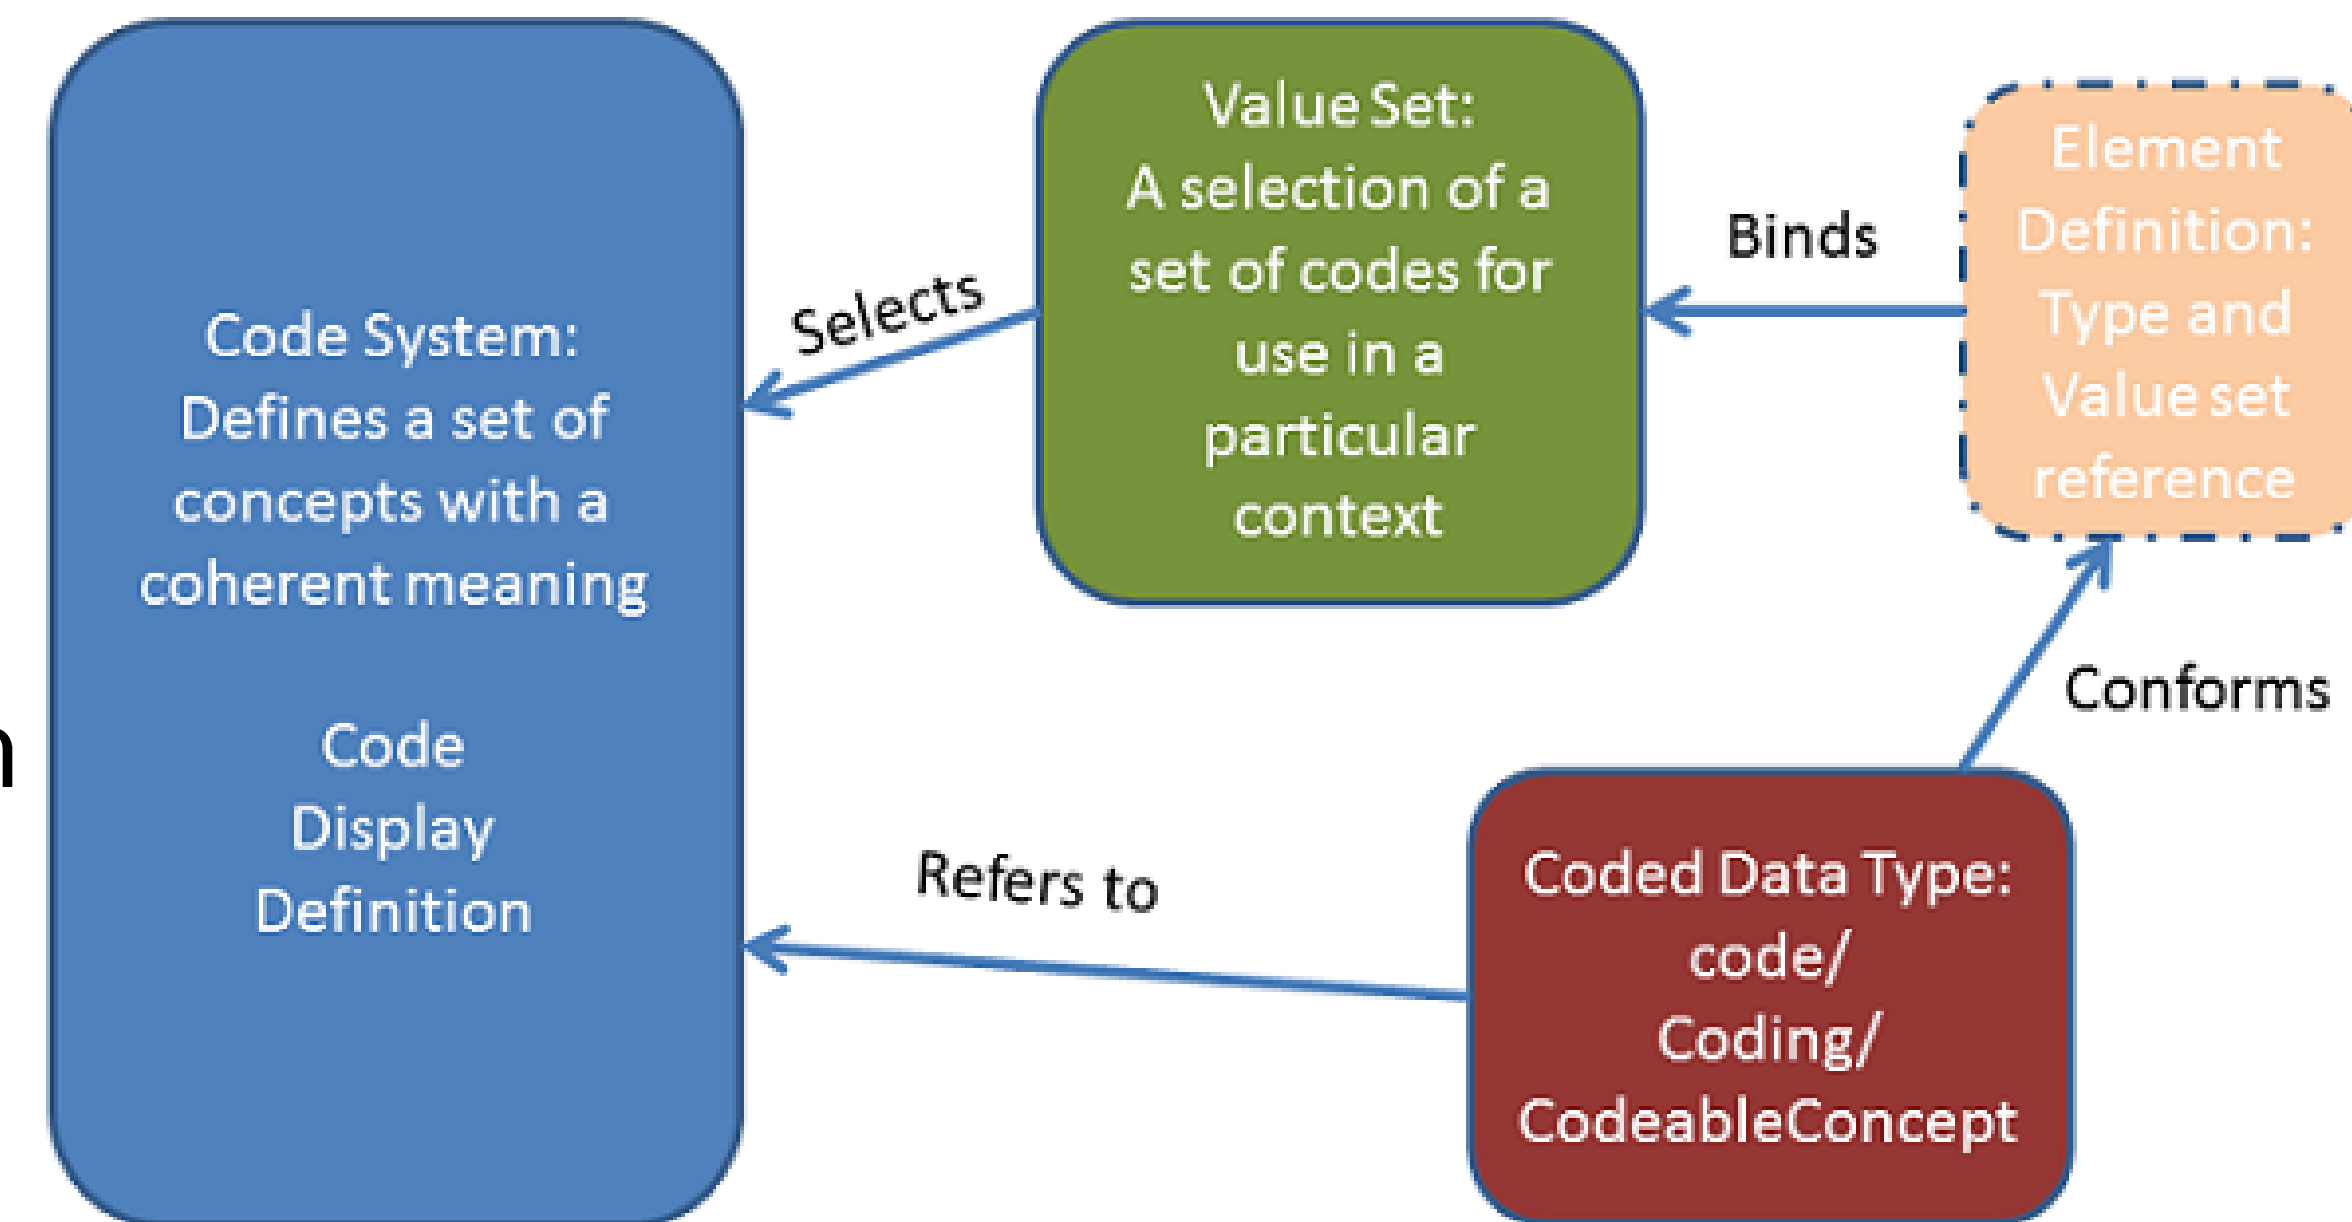 Code System:
Defines a set of
concepts with a
coherent meaning
Code
Display
Definition
Selects
Value Set:
A selection of a
set of codes for
use in a
particular
context
Binds
Element
Definition:
Type and
Value set
reference
Conforms
Refers to
Coded Data Type:
code/
Coding/
CodeableConcept